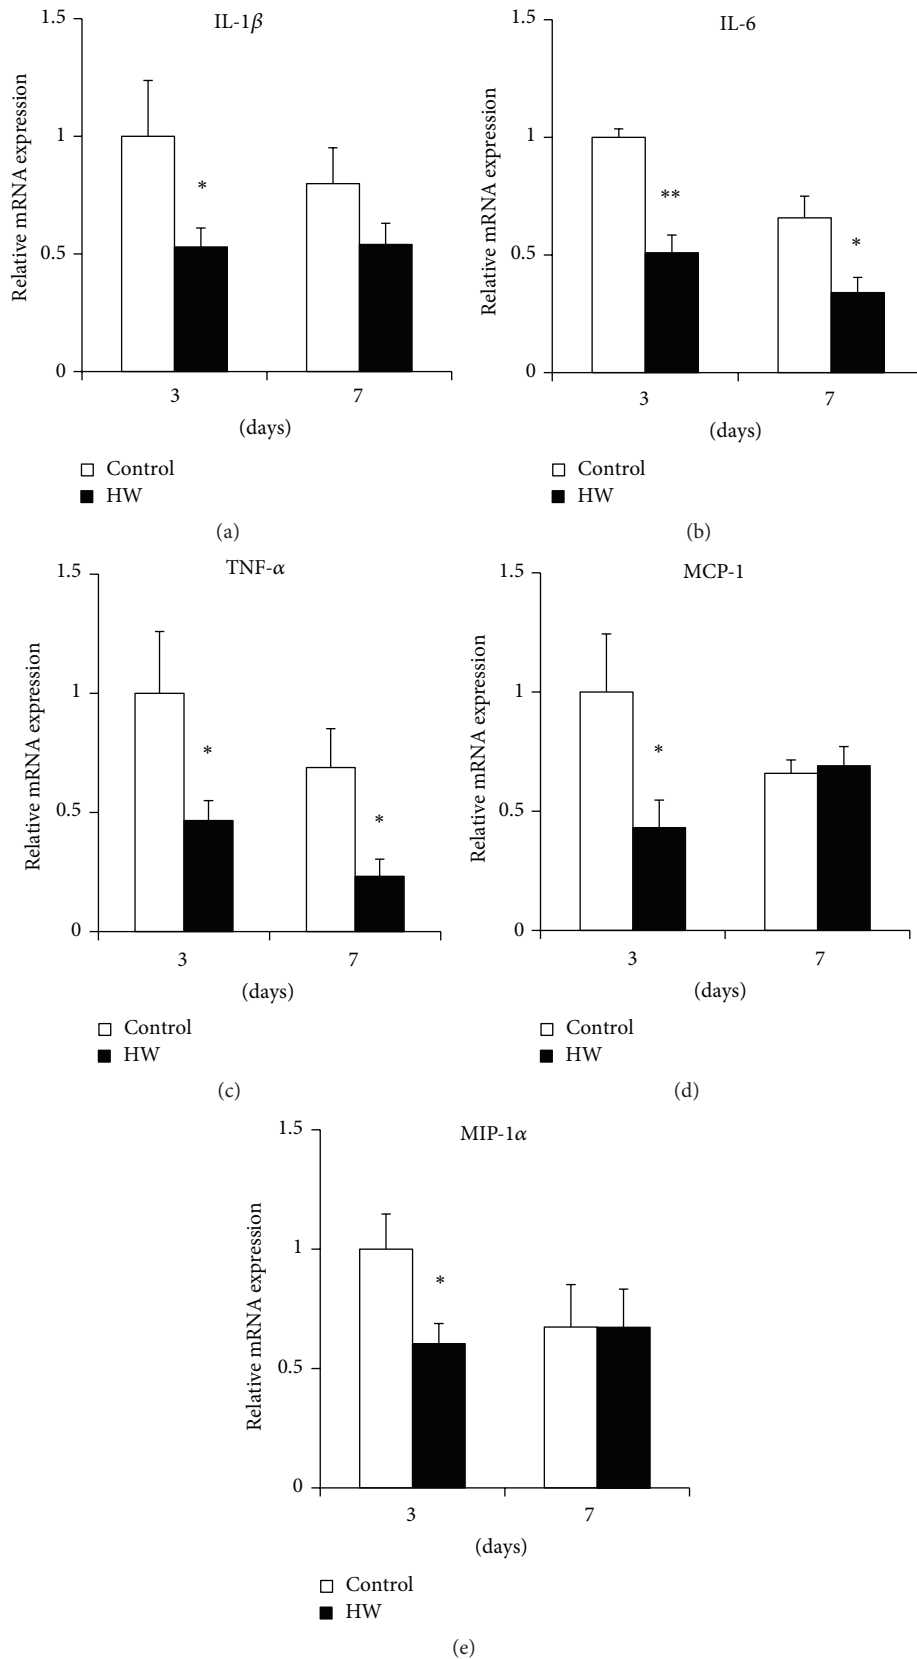 IL-1β
Relative mRNA expression
1.5
1
0.5
0
*
3 7
(days)
Control
HW
(a)
IL-6
Relative mRNA expression
1.5
1
0.5
0
**
*
3 7
(days)
Control
HW
(b)
TNF-α
Relative mRNA expression
1.5
1
0.5
0
*
*
3 7
(days)
Control
HW
(c)
MCP-1
Relative mRNA expression
1.5
1
0.5
0
*
3 7
(days)
Control
HW
(d)
MIP-1α
Relative mRNA expression
1.5
1
0.5
0
*
3 7
(days)
Control
HW
(e)